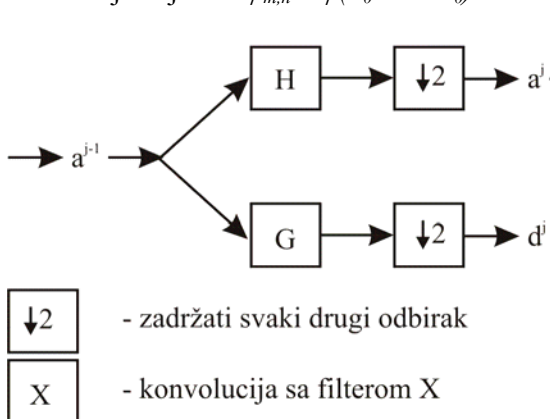 H
↓2
a^j
a^{j-1}
G
↓2
d^j
↓2 - zadržati svaki drugi odbirak
X - konvolucija sa filterom X